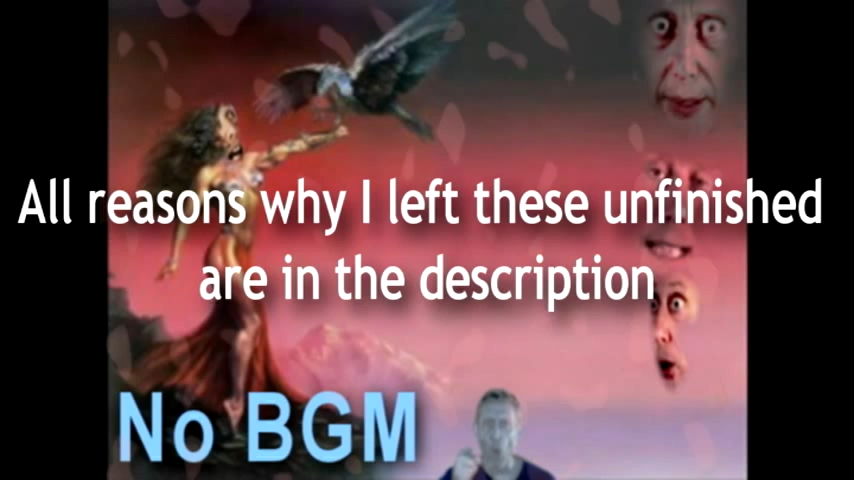 All reasons why I left these unfinished
are in the description
No BGM